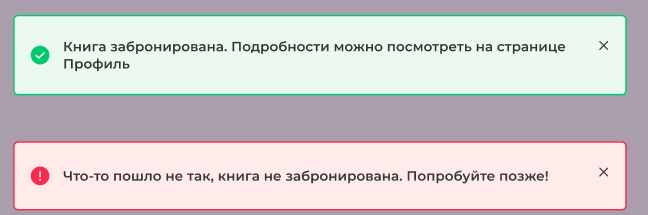 Книга забронирована. Подробности можно посмотреть на странице
Профиль
Что-то пошло не так, книга не забронирована. Попробуйте позже!